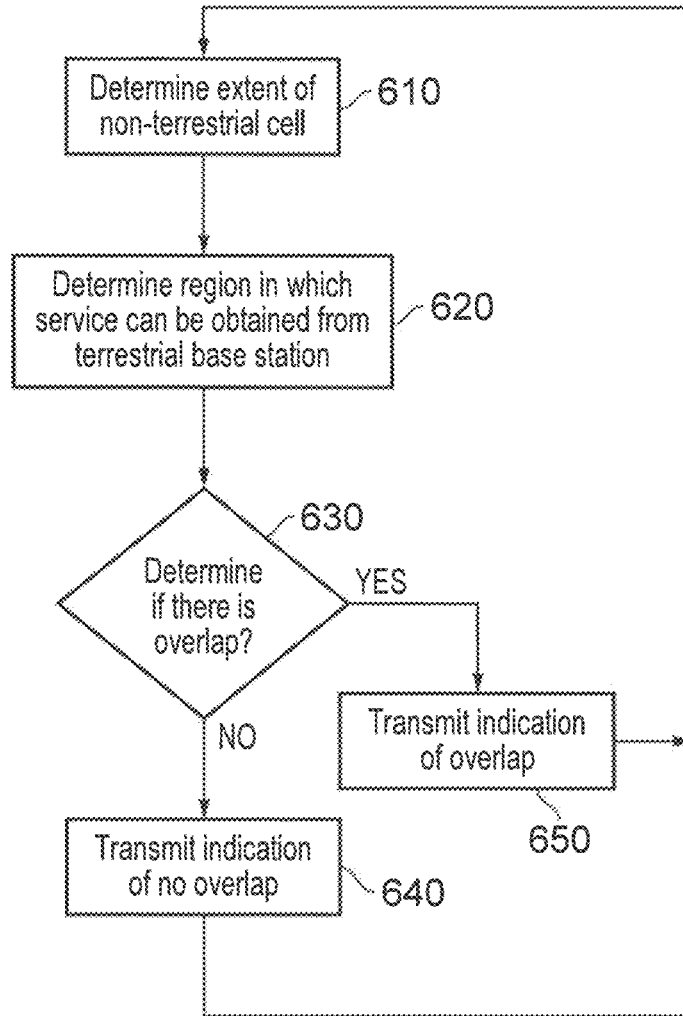 Determine extent of
non-terrestrial cell
610
Determine region in which
service can be obtained from
terrestrial base station
620
630
Determine
if there is
overlap?
YES
NO
Transmit indication
of overlap
650
Transmit indication
of no overlap
640